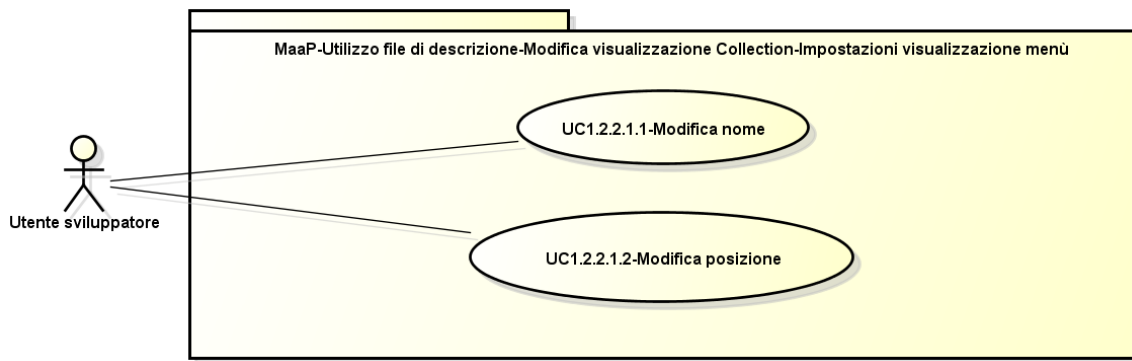 MaaP-Utilizzo file di descrizione-Modifica visualizzazione Collection-Impostazioni visualizzazione menù
UC1.2.2.1.1-Modifica nome
Utente sviluppatore
UC1.2.2.1.2-Modifica posizione